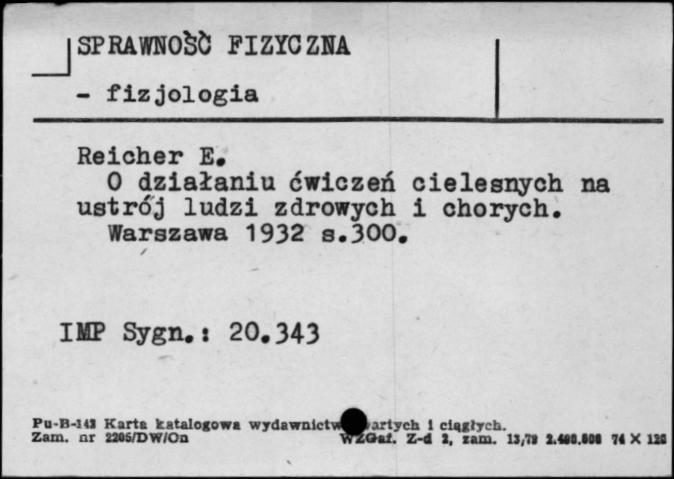 SPRAWNOŚĆ FIZYCZNA
- fizjologia
Reicher E.
O działaniu ćwiczeń cielesnych na
ustrój ludzi zdrowych i chorych.
Warszawa 1932 s.300.
IMP Sygn.: 20.343
Pu-B-143 Karta katalogowa wydawnictw i ciągłych.
Zam. nr 2205/DW/On
WZGraf. Z-d 2, zam. 13,79 74 X 125